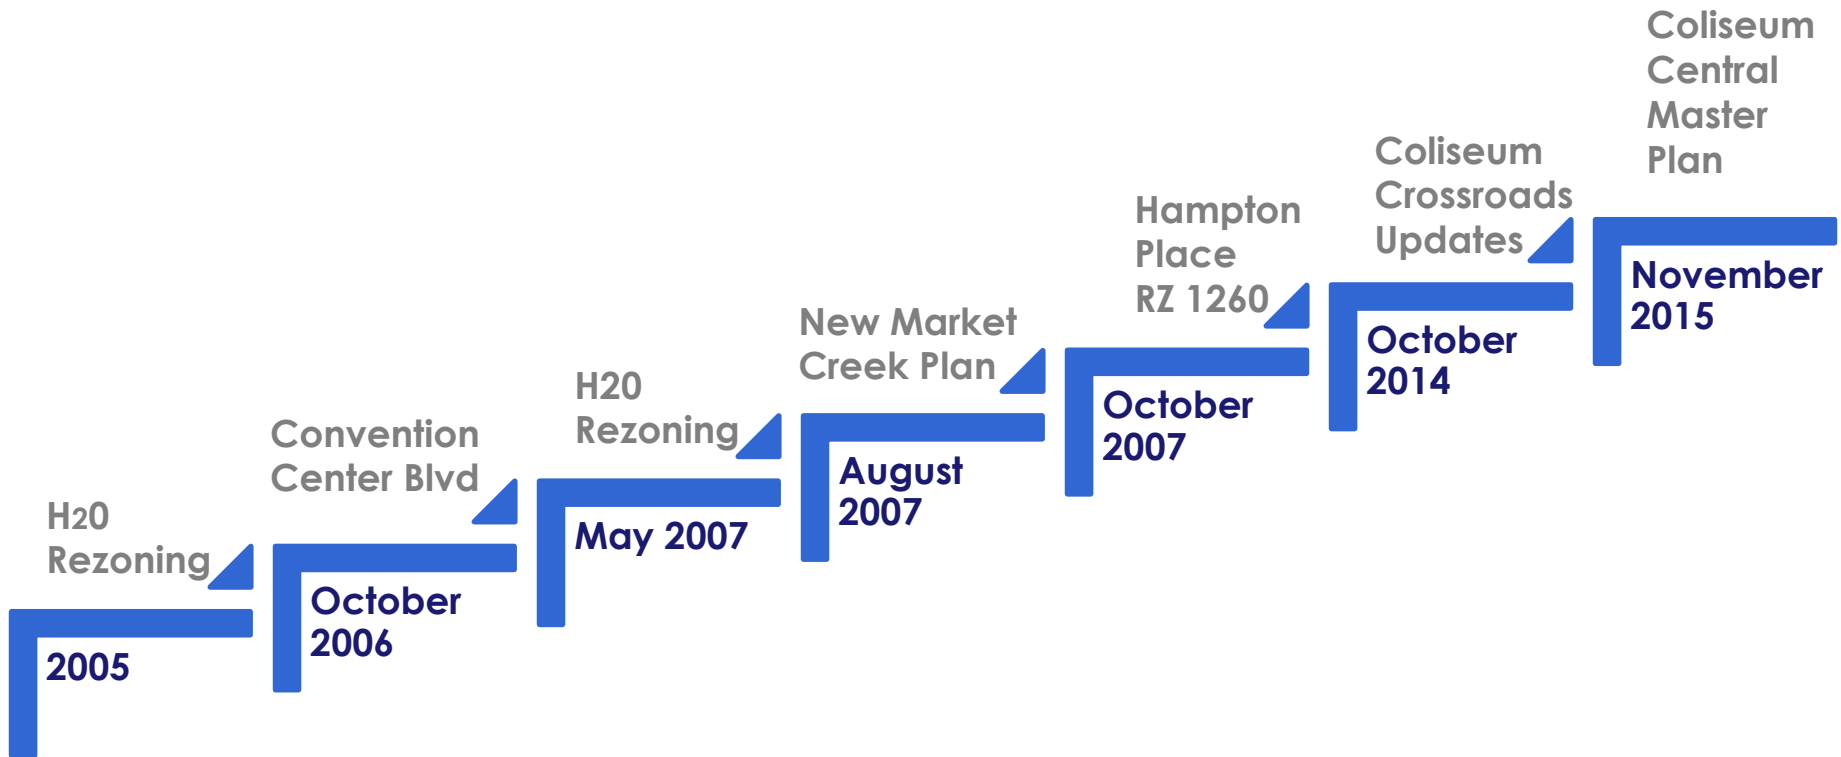 H20
Rezoning
2005
Convention
Center Blvd
October
2006
H20
Rezoning
May 2007
New Market
Creek Plan
August
2007
Hampton
Place
RZ 1260
October
2007
Coliseum
Crossroads
Updates
October
2014
Coliseum
Central
Master
Plan
November
2015